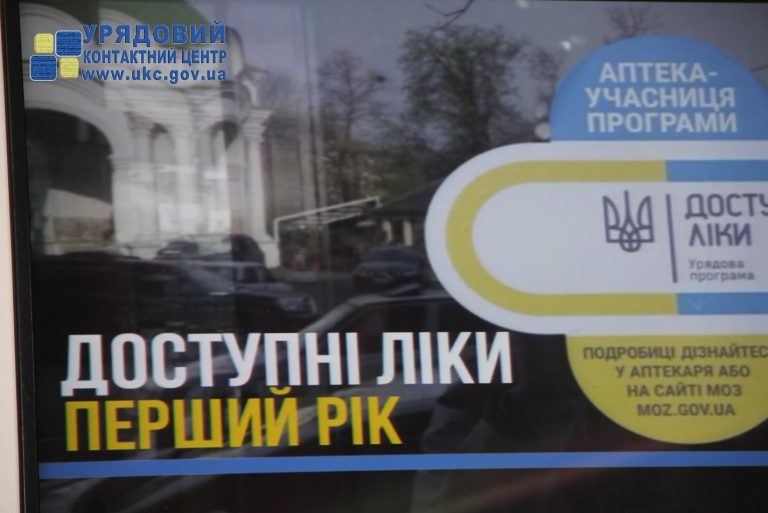 УРЯДОВИЙ
КОНТАКТНИЙ ЦЕНТР
www.ukc.gov.ua
АПТЕКА-
УЧАСНИЦЯ
ПРОГРАМИ
ДОСТУ
ЛІКИ
Урядова
програма
ПОДРОБИЦІ ДІЗНАЙТЕС
У АПТЕКАРЯ АБО
НА САЙТІ МОЗ
MOZ.GOV.UA
ДОСТУПНІ ЛІКИ
ПЕРШИЙ РІК